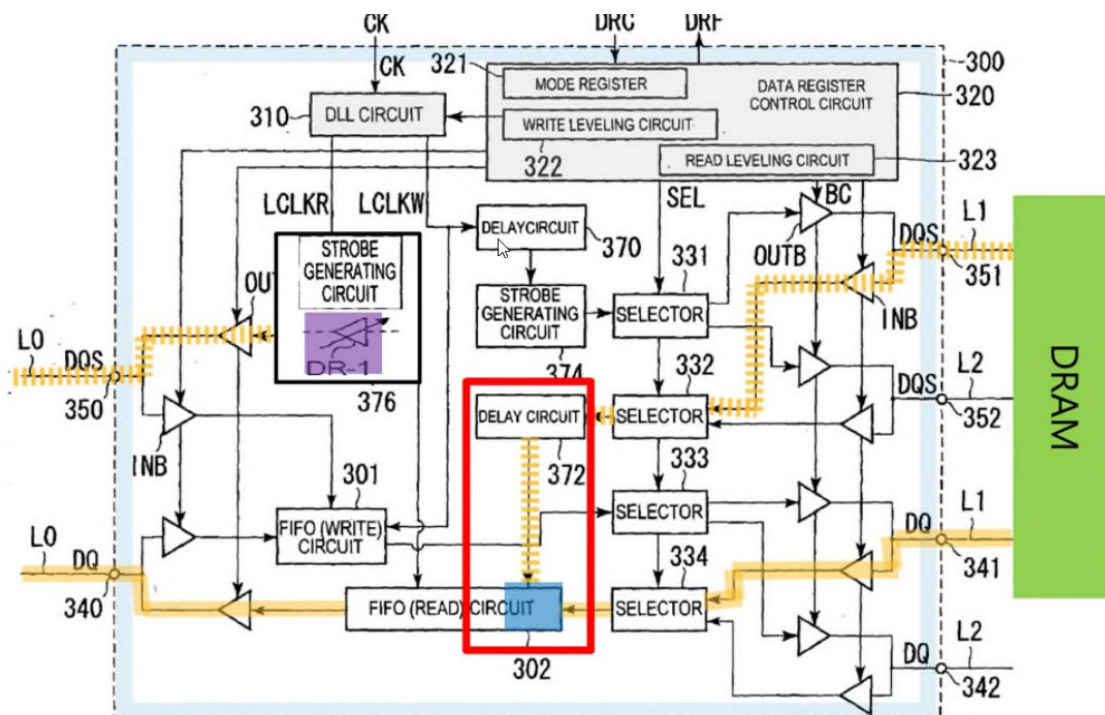 CK
DRC
DRF
300
321
MODE REGISTER
DATA REGISTER
CONTROL CIRCUIT
320
CK
310
DLL CIRCUIT
WRITE LEVELING CIRCUIT
322
READ LEVELING CIRCUIT
323
LCLKR
LCLKW
SEL
BC
DELAYCIRCUIT
370
331
OUTB
DQS
L1
351
STROBE
GENERATING
CIRCUIT
OU
STROBE
GENERATING
CIRCUIT
SELECTOR
INB
DR-1
L0
DQS
350
376
374
332
DQS
L2
352
DELAY CIRCUIT
SELECTOR
372
INB
301
333
FIFO (WRITE)
CIRCUIT
SELECTOR
L0
DQ
340
334
DQ
L1
341
FIFO (READ) CIRCUIT
SELECTOR
302
DQ
L2
342
DRAM